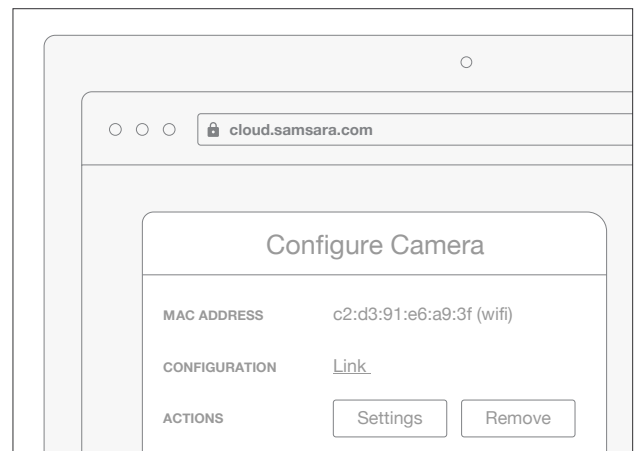 cloud.samsara.com
Configure Camera
MAC ADDRESS c2:d3:91:e6:a9:3f (wifi)
CONFIGURATION Link
ACTIONS Settings Remove